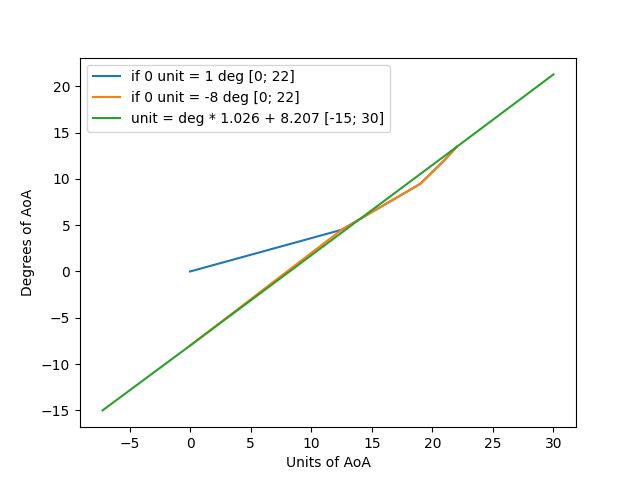 if 0 unit = 1 deg [0; 22]
if 0 unit = -8 deg [0; 22]
unit = deg * 1.026 + 8.207 [-15; 30]
20
15
10
5
0
−5
−10
−15
Degrees of AoA
−5 0 5 10 15 20 25 30
Units of AoA